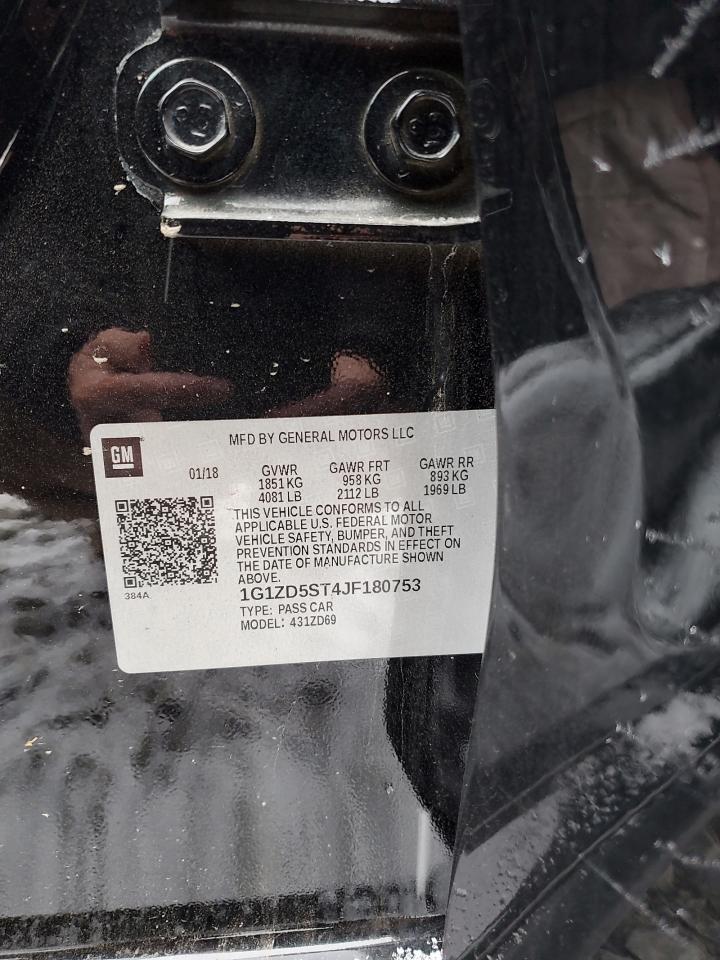 MFD BY GENERAL MOTORS LLC
GM
01/18 GVWR GAWR FRT GAWR RR
1851 KG 958 KG 893 KG
4081 LB 2112 LB 1969 LB
THIS VEHICLE CONFORMS TO ALL
APPLICABLE U.S. FEDERAL MOTOR
VEHICLE SAFETY, BUMPER, AND THEFT
PREVENTION STANDARDS IN EFFECT ON
THE DATE OF MANUFACTURE SHOWN
ABOVE.
384A
1G1ZD5ST4JF180753
TYPE: PASS CAR
MODEL: 431ZD69